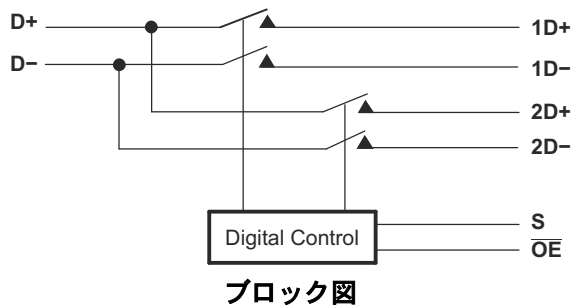 D+
1D+
D−
1D−
2D+
2D−
Digital Control
S
OE
ブロック図